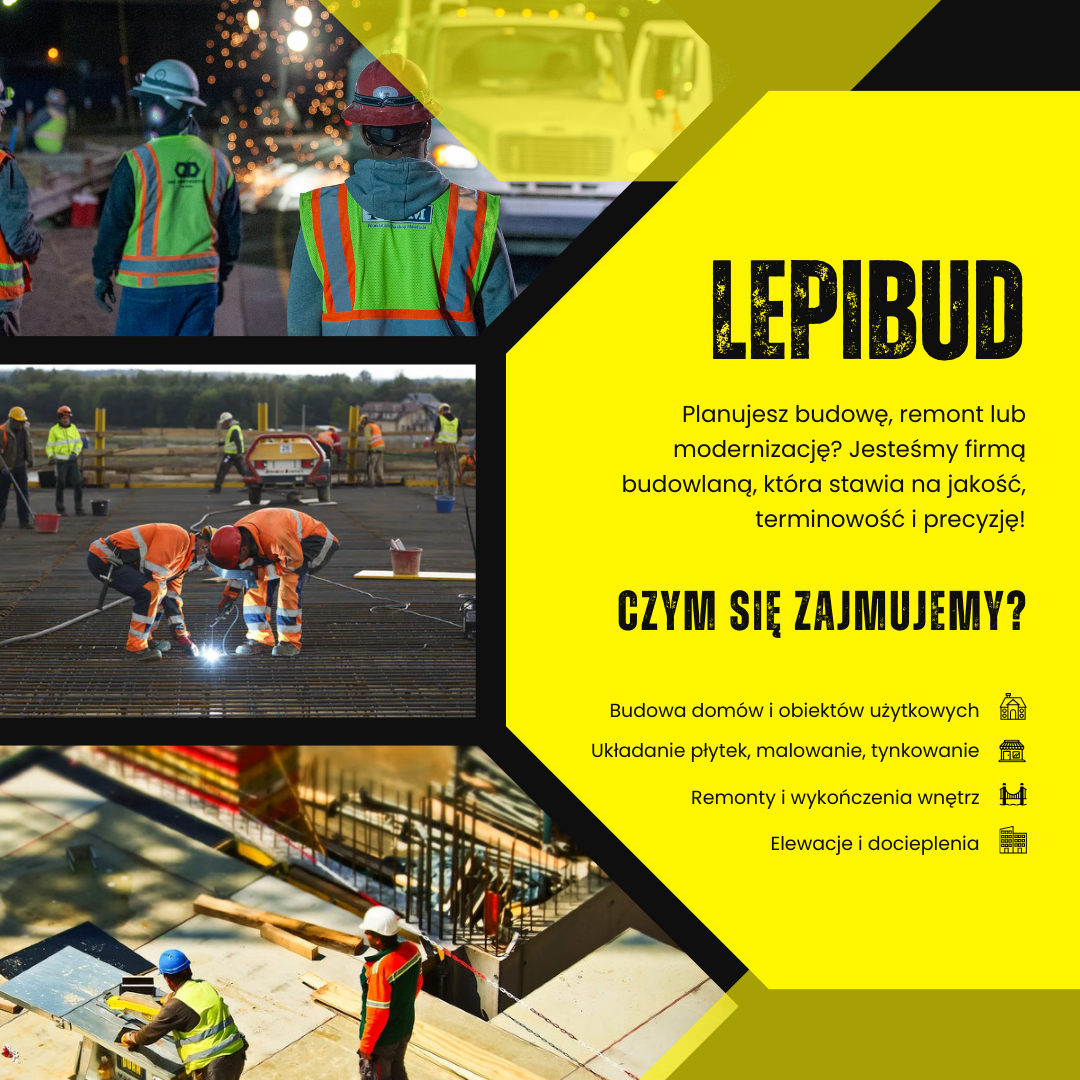 LEPIBUD
Planujesz budowę, remont lub
modernizację? Jesteśmy firmą
budowlaną, która stawia na jakość,
terminowość i precyzję!
CZYM SIĘ ZAJMUJEMY?
Budowa domów i obiektów użytkowych
Układanie płytek, malowanie, tynkowanie
Remonty i wykończenia wnętrz
Elewacje i docieplenia